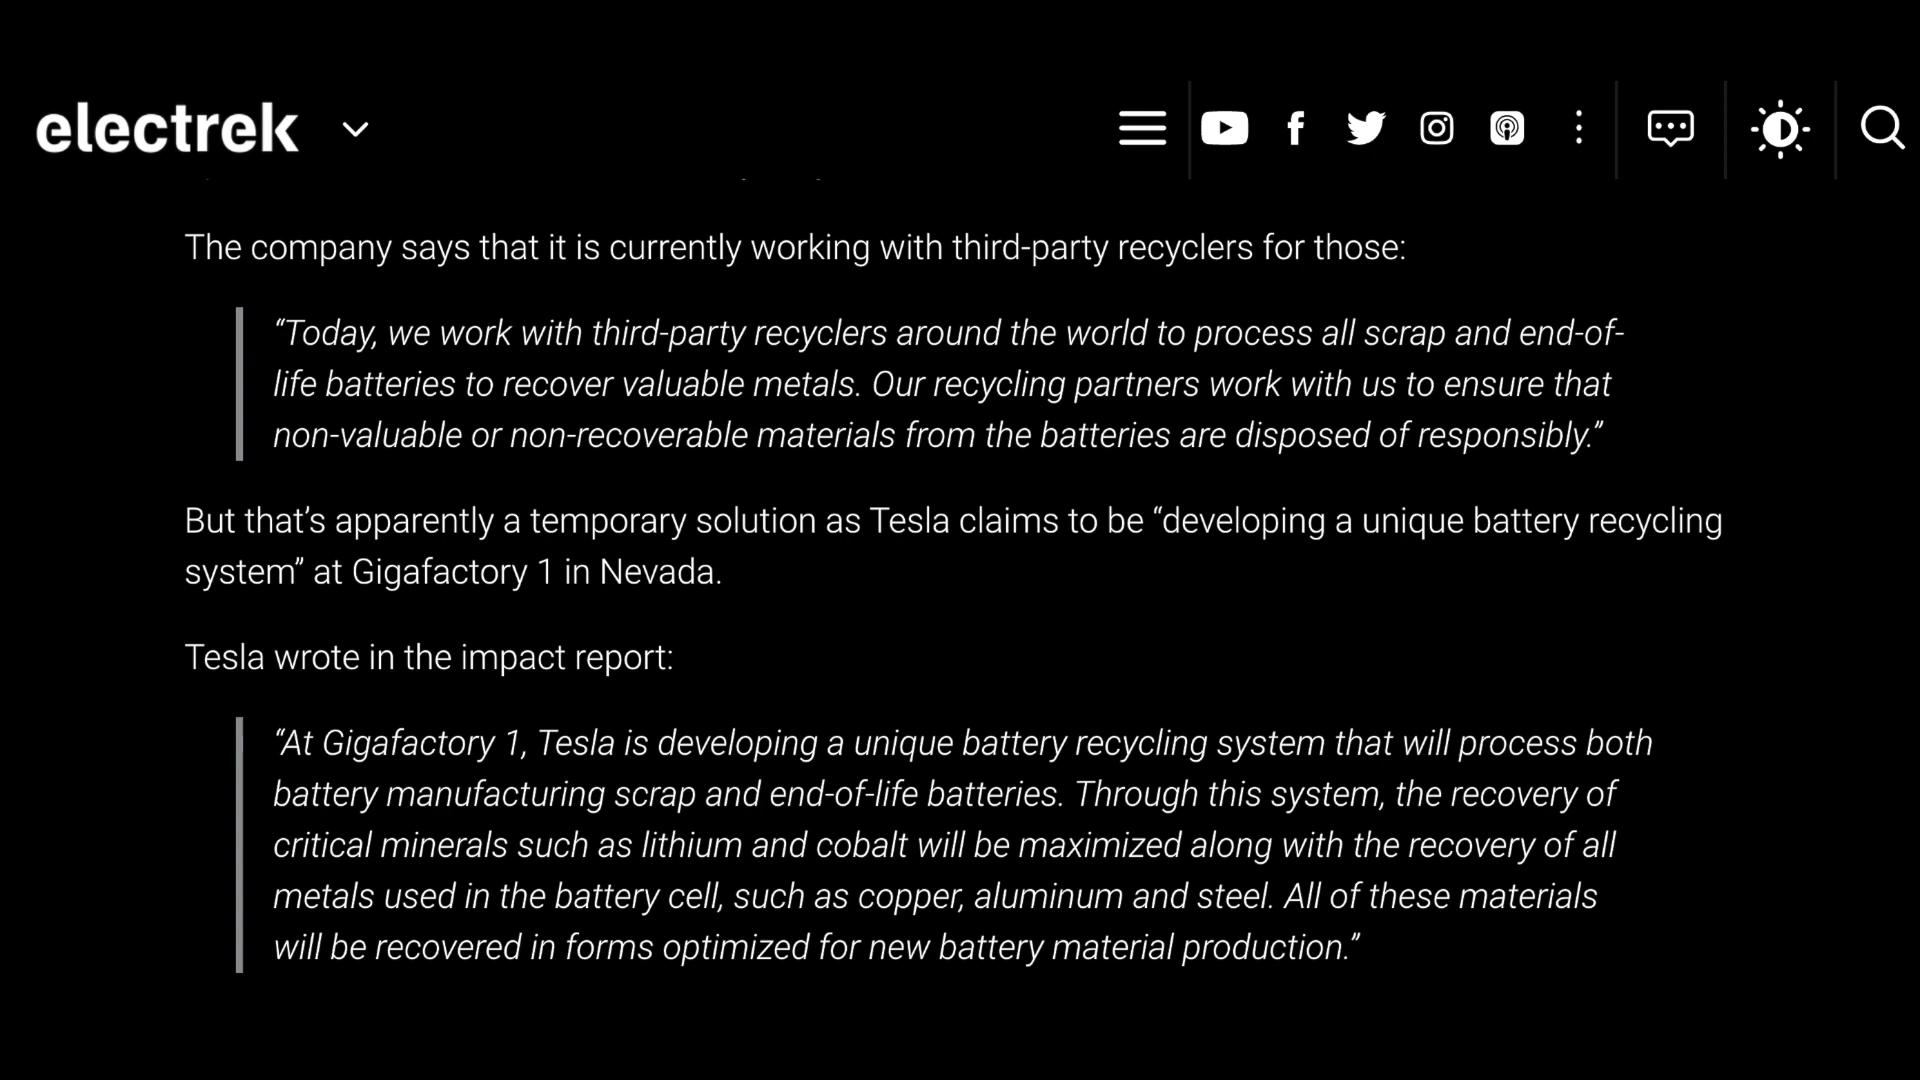 electrek
The company says that it is currently working with third-party recyclers for those:
“Today, we work with third-party recyclers around the world to process all scrap and end-of-
life batteries to recover valuable metals. Our recycling partners work with us to ensure that
non-valuable or non-recoverable materials from the batteries are disposed of responsibly.”
But that’s apparently a temporary solution as Tesla claims to be “developing a unique battery recycling
system” at Gigafactory 1 in Nevada.
Tesla wrote in the impact report:
“At Gigafactory 1, Tesla is developing a unique battery recycling system that will process both
battery manufacturing scrap and end-of-life batteries. Through this system, the recovery of
critical minerals such as lithium and cobalt will be maximized along with the recovery of all
metals used in the battery cell, such as copper, aluminum and steel. All of these materials
will be recovered in forms optimized for new battery material production.”